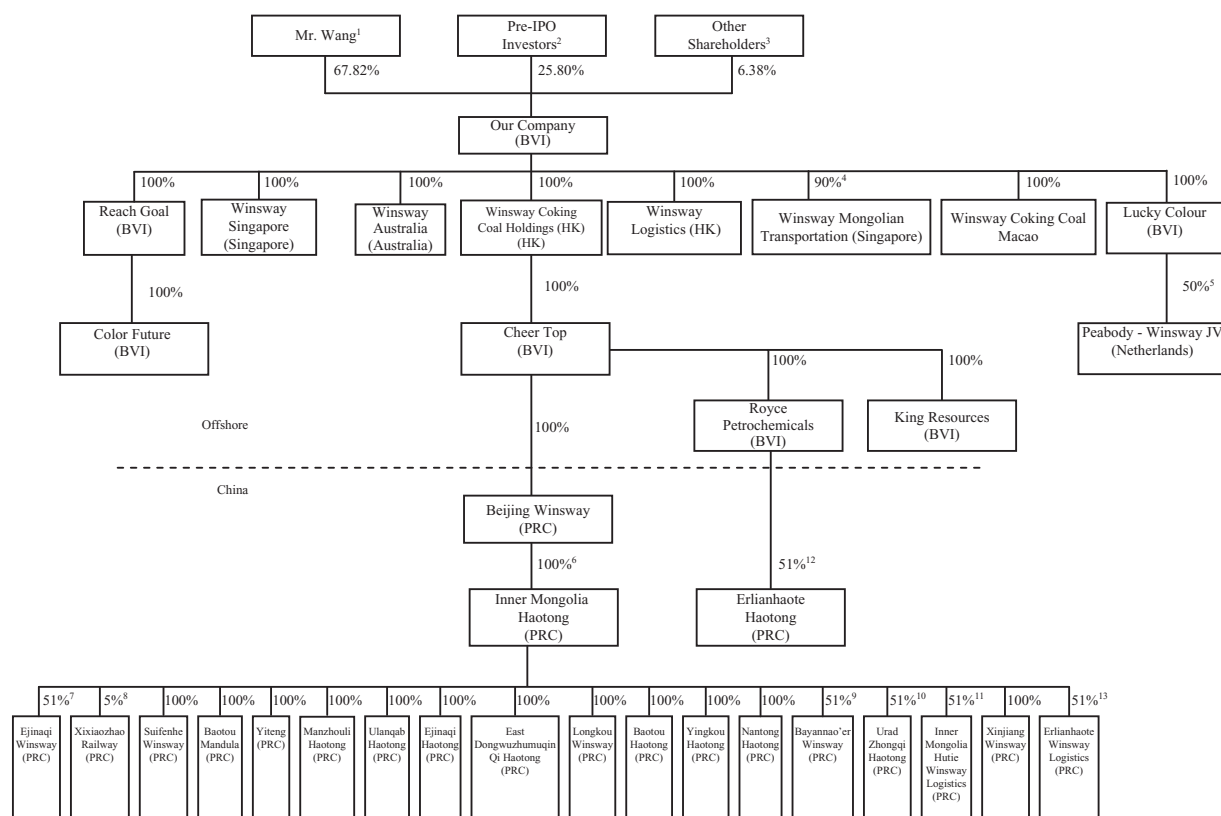 Mr. Wang1
Pre-IPO
Investors2
Other
Shareholders3
67.82%
25.80%
6.38%
Our Company
(BVI)
100%
100%
100%
100%
100%
90%4
100%
100%
Reach Goal
(BVI)
Winsway
Singapore
(Singapore)
Winsway
Australia
(Australia)
Winsway Coking
Coal Holdings (HK)
(HK)
Winsway
Logistics (HK)
Winsway Mongolian
Transportation (Singapore)
Winsway Coking Coal
Macao
Lucky Colour
(BVI)
100%
100%
50%5
Color Future
(BVI)
Cheer Top
(BVI)
Peabody - Winsway JV
(Netherlands)
100%
100%
100%
Royce
Petrochemicals
(BVI)
King Resources
(BVI)
Offshore
China
Beijing Winsway
(PRC)
100%6
51%12
Inner Mongolia
Haotong
(PRC)
Erlianhaote
Haotong
(PRC)
51%7
5%8
100%
100%
100%
100%
100%
100%
100%
100%
100%
100%
100%
51%9
51%10
51%11
100%
51%13
Ejinaqi
Winsway
(PRC)
Xixiaozhao
Railway
(PRC)
Suifenhe
Winsway
(PRC)
Baotou
Mandula
(PRC)
Yiteng
(PRC)
Manzhouli
Haotong
(PRC)
Ulanqab
Haotong
(PRC)
Ejinaqi
Haotong
(PRC)
East
Dongwuzhumuqin
Qi Haotong
(PRC)
Longkou
Winsway
(PRC)
Baotou
Haotong
(PRC)
Yingkou
Haotong
(PRC)
Nantong
Haotong
(PRC)
Bayannao'er
Winsway
(PRC)
Urad
Zhongqi
Haotong
(PRC)
Inner
Mongolia
Hutie
Winsway
Logistics
(PRC)
Xinjiang
Winsway
(PRC)
Erlianhaote
Winsway
Logistics
(PRC)